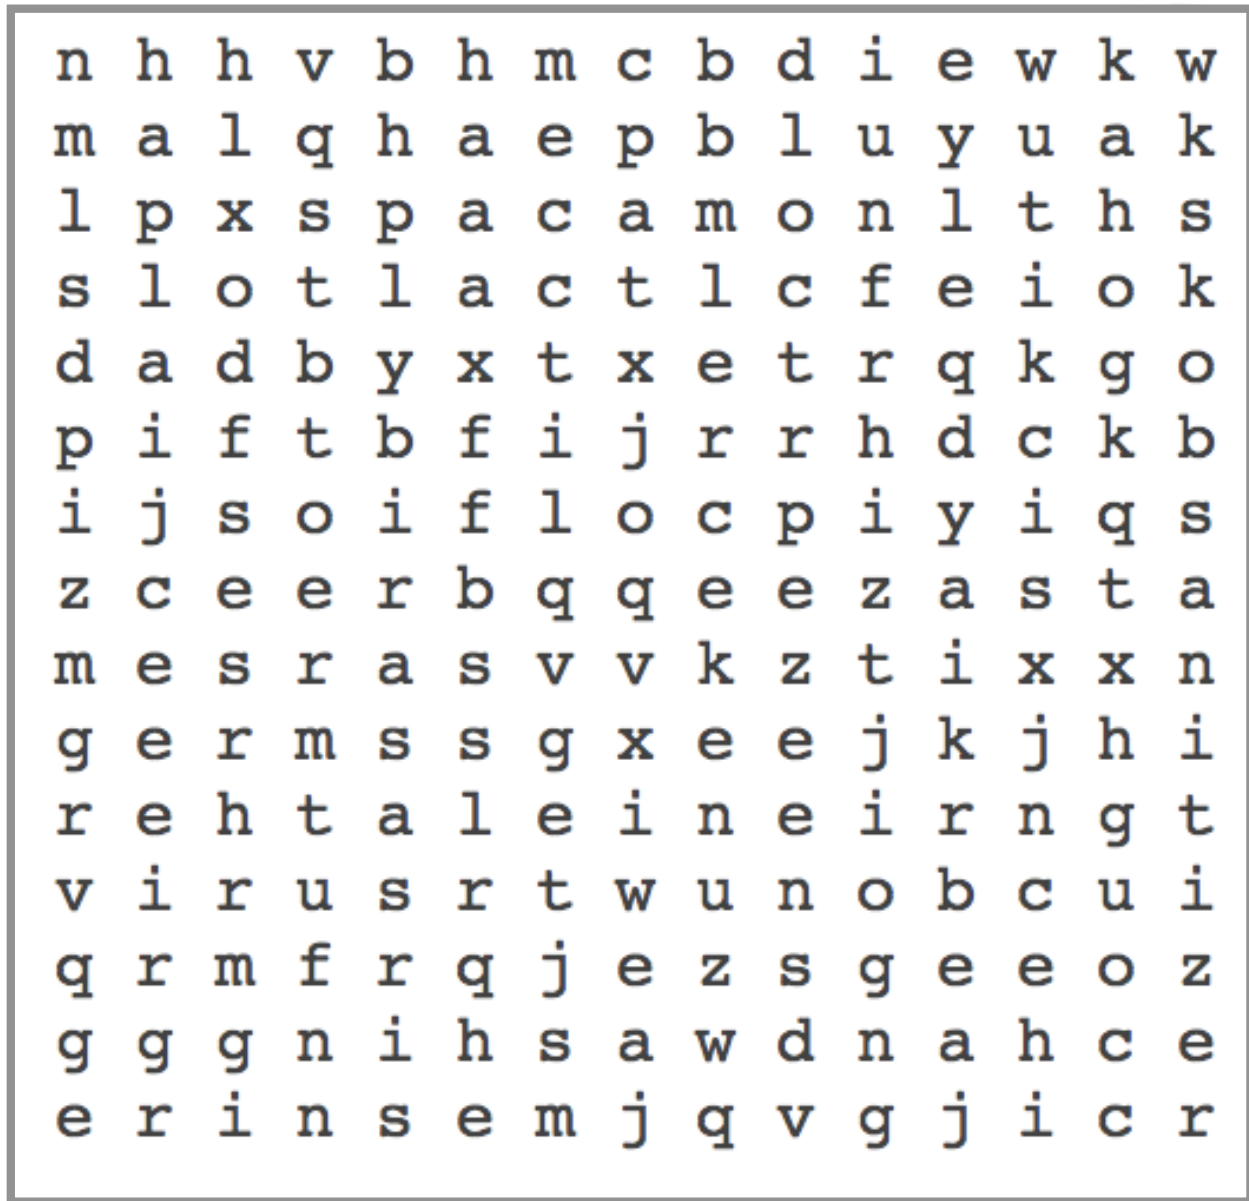 n h h v b h m c b d i e w k w
m a l q h a e p b l u y u a k
l p x s p a c a m o n l t h s
s l o t l a c t l c f e i o k
d a d b y x t x e t r q k g o
p i f t b f i j r r h d c k b
i j s o i f l o c p i y i q s
z c e e r b q q e e z a s t a
m e s r a s v v k z t i x x n
g e r m s s g x e e j k j h i
r e h t a l e i n e i r n g t
v i r u s r t w u n o b c u i
q r m f r q j e z s g e e o z
g g g n i h s a w d n a h c e
e r i n s e m j q v g j i c r